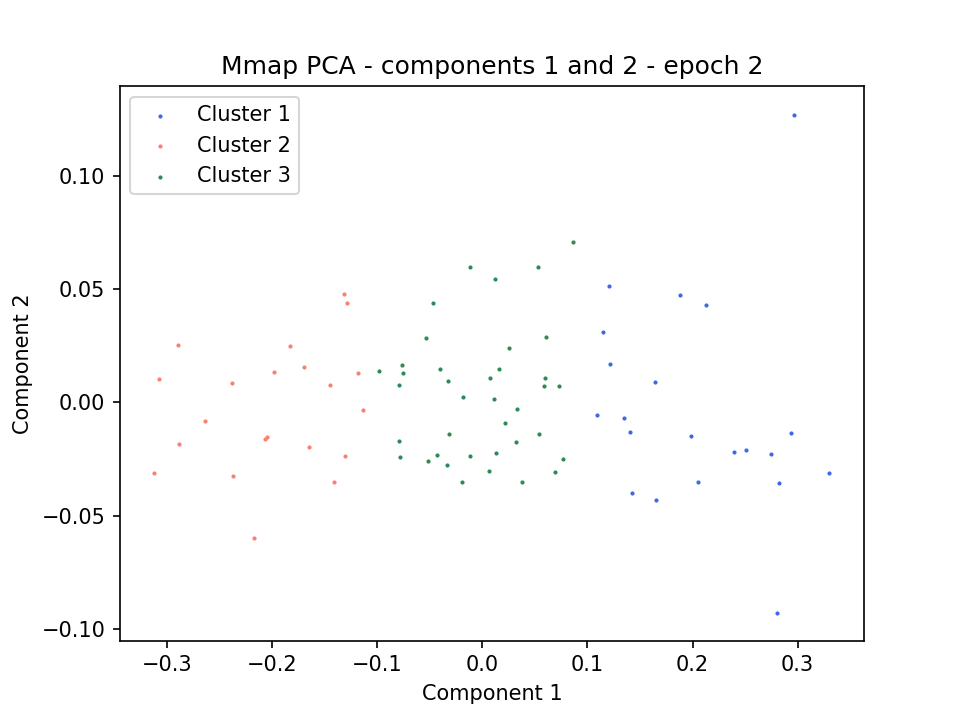 Mmap PCA - components 1 and 2 - epoch 2
Cluster 1
Cluster 2
Cluster 3
0.10
0.05
0.00
−0.05
−0.10
Component 2
−0.3 −0.2 −0.1 0.0 0.1 0.2 0.3
Component 1